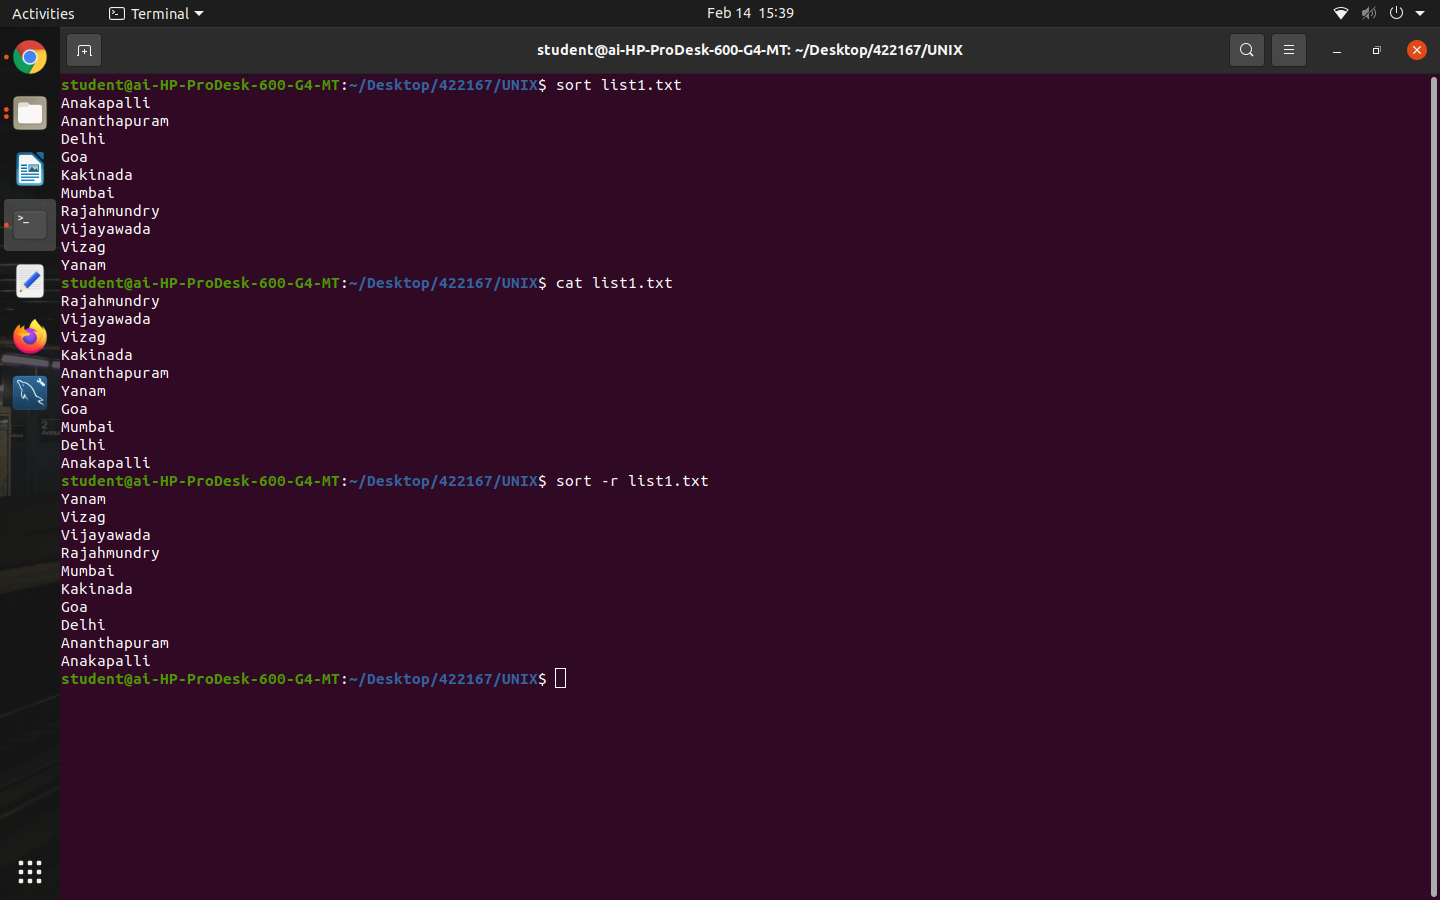 Activities Terminal Feb 14 15:39
student@ai-HP-ProDesk-600-G4-MT: ~/Desktop/422167/UNIX
student@ai-HP-ProDesk-600-G4-MT:~/Desktop/422167/UNIX$ sort list1.txt
Anakapalli
Ananthapuram
Delhi
Goa
Kakinada
Mumbai
Rajahmundry
Vijayawada
Vizag
Yanam
student@ai-HP-ProDesk-600-G4-MT:~/Desktop/422167/UNIX$ cat list1.txt
Rajahmundry
Vijayawada
Vizag
Kakinada
Ananthapuram
Yanam
Goa
Mumbai
Delhi
Anakapalli
student@ai-HP-ProDesk-600-G4-MT:~/Desktop/422167/UNIX$ sort -r list1.txt
Yanam
Vizag
Vijayawada
Rajahmundry
Mumbai
Kakinada
Goa
Delhi
Ananthapuram
Anakapalli
student@ai-HP-ProDesk-600-G4-MT:~/Desktop/422167/UNIX$